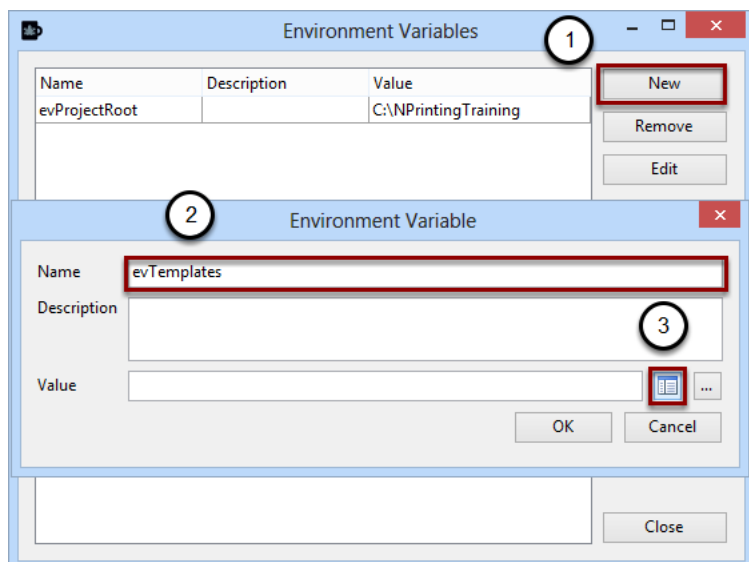 Environment Variables
1
Name Description Value
New
evProjectRoot C:\NPrintingTraining
Remove
Edit
2
Environment Variable
Name evTemplates
Description
3
Value
...
OK Cancel
Close